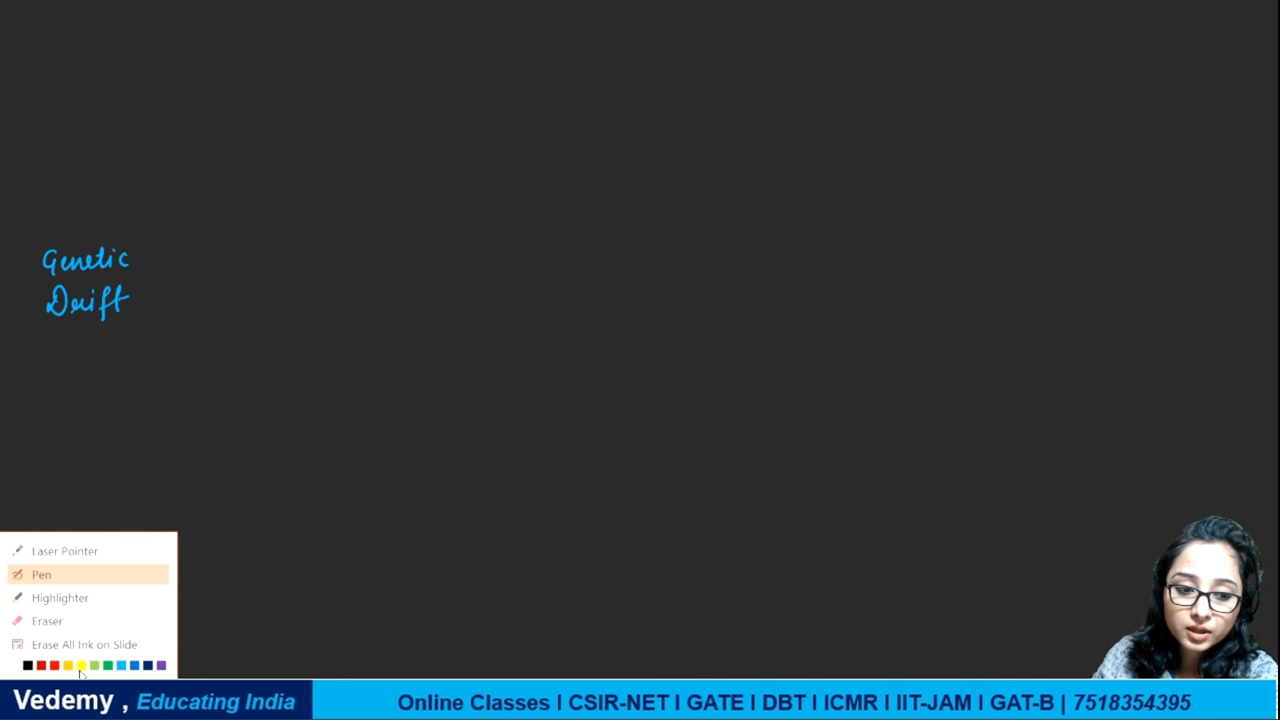 Genetic
Drift
Laser Pointer
Pen
Highlighter
Eraser
Erase All Ink on Slide
Vedemy , Educating India
Online Classes I CSIR-NET I GATE I DBT I ICMR I IIT-JAM I GAT-B | 7518354395